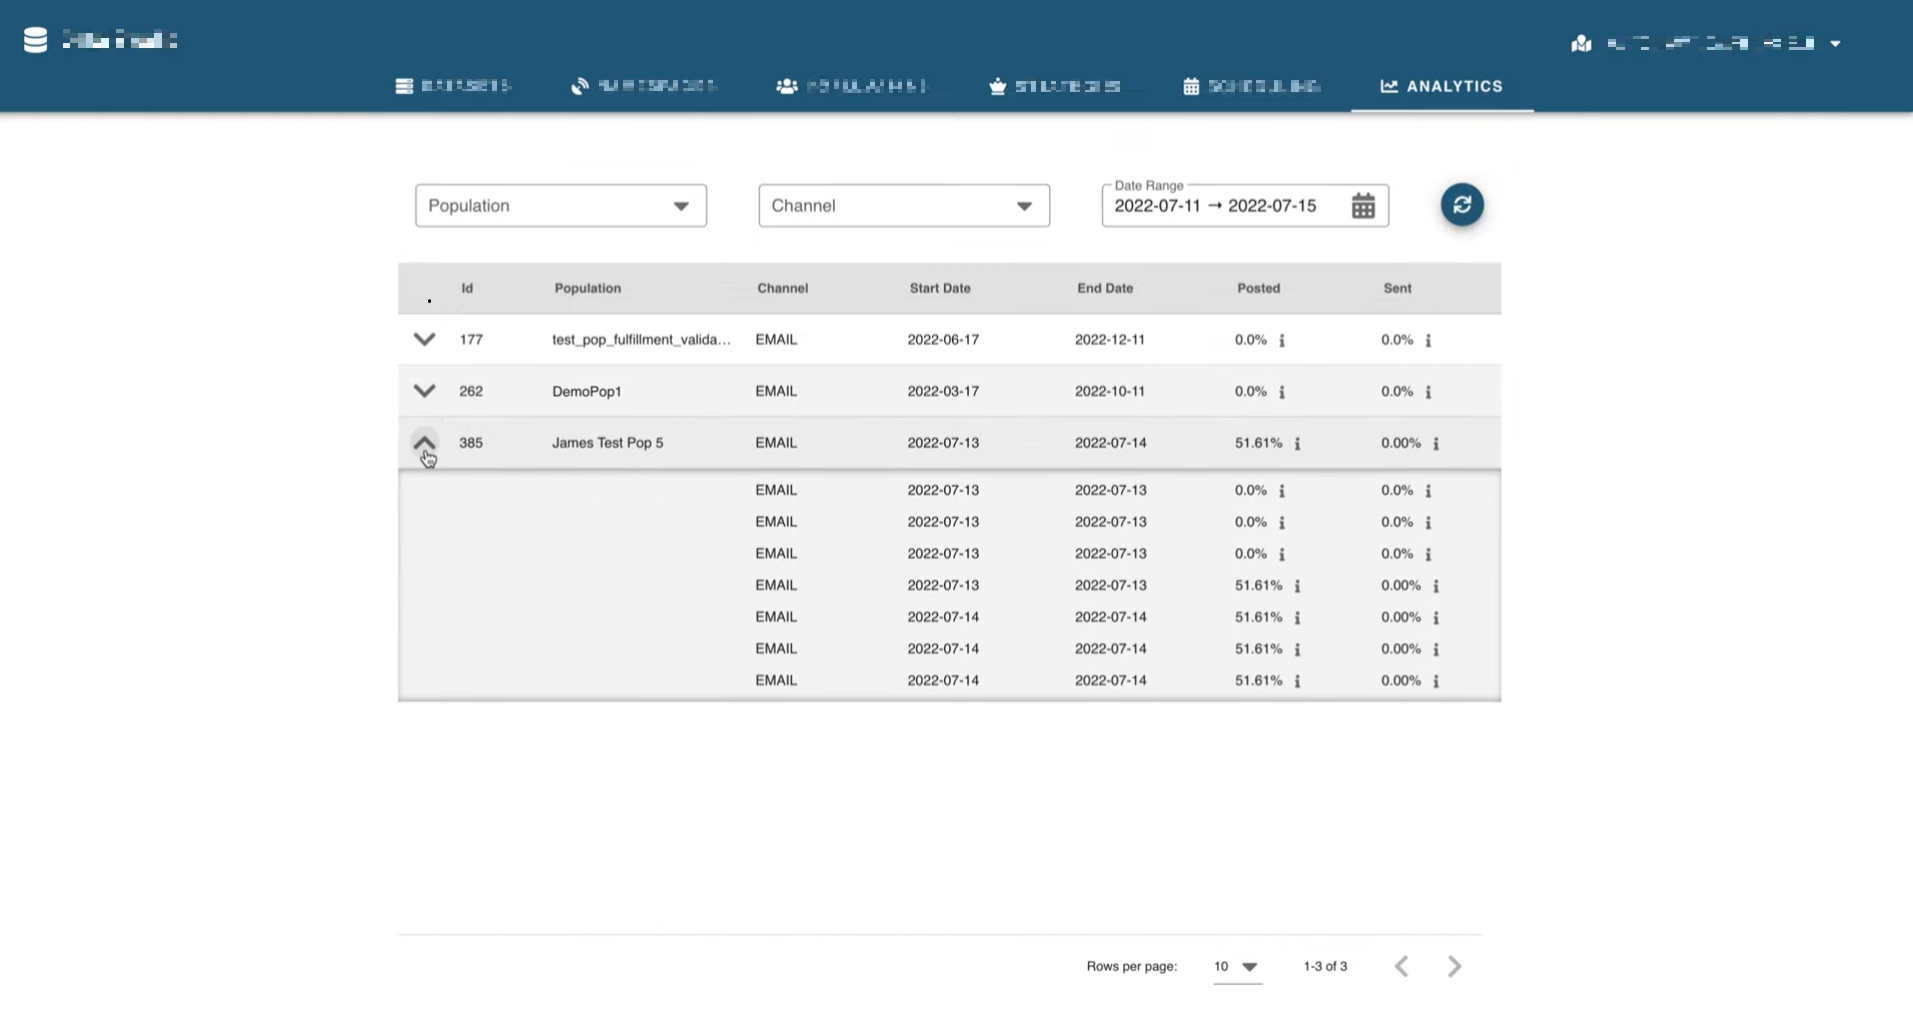 ANALYTICS
Population Channel Date Range 2022-07-11 → 2022-07-15
Id Population Channel Start Date End Date Posted Sent
177 test_pop_fulfillment_valida... EMAIL 2022-06-17 2022-12-11 0.0% 0.0%
262 DemoPop1 EMAIL 2022-03-17 2022-10-11 0.0% 0.0%
385 James Test Pop 5 EMAIL 2022-07-13 2022-07-14 51.61% 0.00%
EMAIL 2022-07-13 2022-07-13 0.0% 0.0%
EMAIL 2022-07-13 2022-07-13 0.0% 0.0%
EMAIL 2022-07-13 2022-07-13 0.0% 0.0%
EMAIL 2022-07-13 2022-07-13 51.61% 0.00%
EMAIL 2022-07-14 2022-07-14 51.61% 0.00%
EMAIL 2022-07-14 2022-07-14 51.61% 0.00%
EMAIL 2022-07-14 2022-07-14 51.61% 0.00%
Rows per page: 10 1-3 of 3